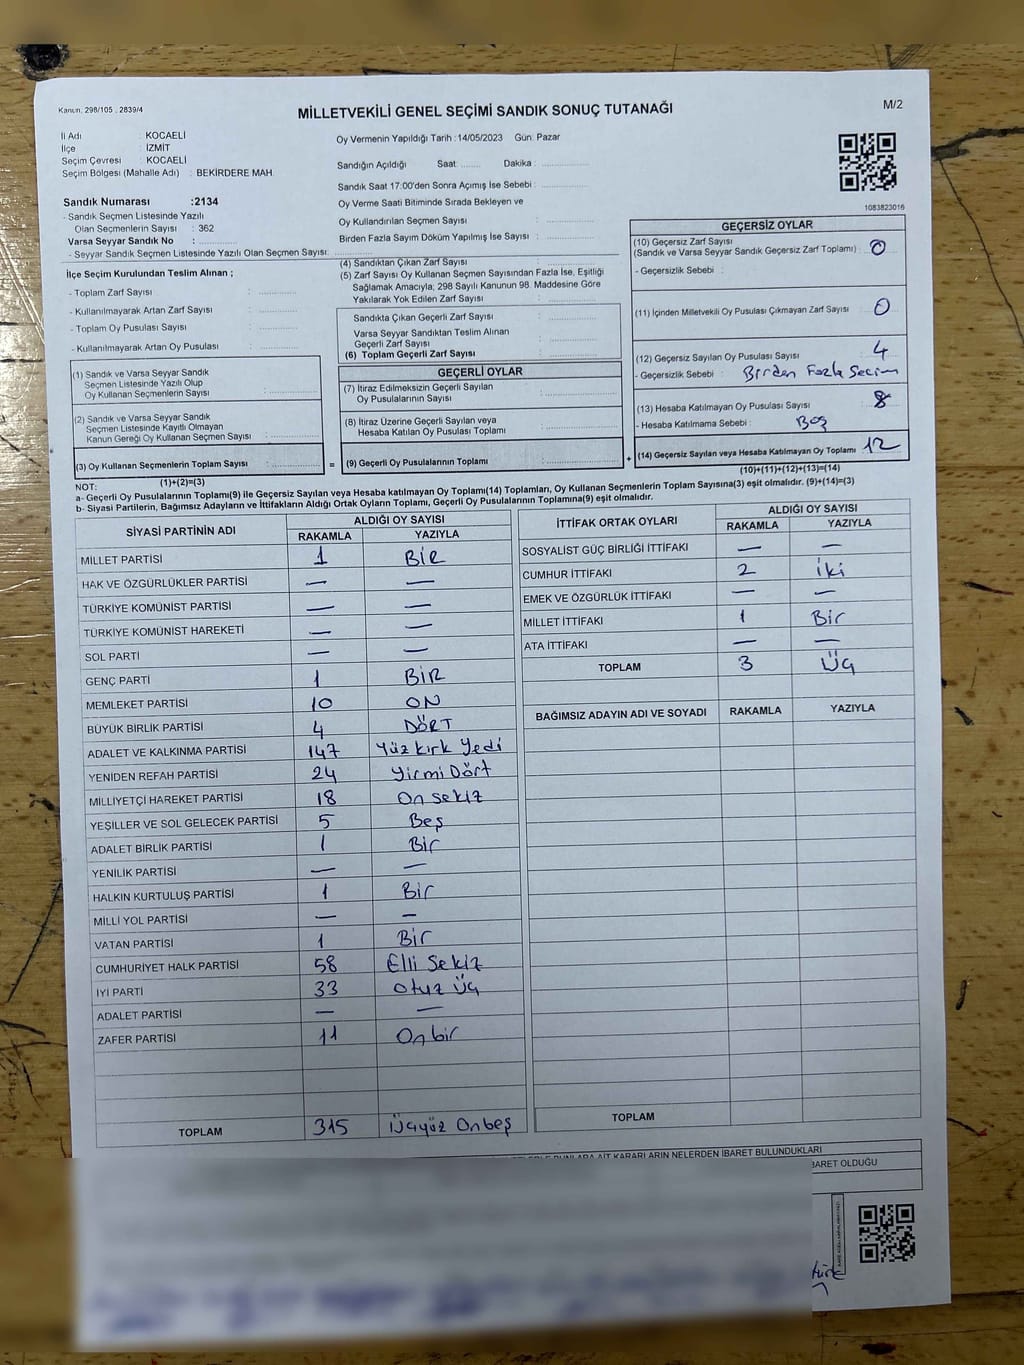 Kanun: 298/105 . 2839/4
MİLLETVEKİLİ GENEL SEÇİMİ SANDIK SONUÇ TUTANAĞI
M/2
İl Adı : KOCAELİ
İlçe : İZMİT
Seçim Çevresi : KOCAELİ
Seçim Bölgesi (Mahalle Adı) : BEKİRDERE MAH.
Sandık Numarası :2134
- Sandık Seçmen Listesinde Yazılı
Olan Seçmenlerin Sayısı : 362
Varsa Seyyar Sandık No :
- Seyyar Sandık Seçmen Listesinde Yazılı Olan Seçmen Sayısı:
Oy Vermenin Yapıldığı Tarih :14/05/2023 Gün: Pazar
Sandığın Açıldığı Saat: Dakika :
Sandık Saat 17:00'den Sonra Açımış İse Sebebi :
Oy Verme Saati Bitiminde Sırada Bekleyen ve
Oy Kullandırılan Seçmen Sayısı :
Birden Fazla Sayım Döküm Yapılmış İse Sayısı :
1083823016
İlçe Seçim Kurulundan Teslim Alınan ;
- Toplam Zarf Sayısı :
- Kullanılmayarak Artan Zarf Sayısı :
- Toplam Oy Pusulası Sayısı :
- Kullanılmayarak Artan Oy Pusulası :
(4) Sandıktan Çıkan Zarf Sayısı :
(5) Zarf Sayısı Oy Kullanan Seçmen Sayısından Fazla İse, Eşitliği
Sağlamak Amacıyla, 298 Sayılı Kanunun 98. Maddesine Göre
Yakılarak Yok Edilen Zarf Sayısı :
Sandıkta Çıkan Geçerli Zarf Sayısı :
Varsa Seyyar Sandıktan Teslim Alınan
Geçerli Zarf Sayısı :
(6) Toplam Geçerli Zarf Sayısı :
GEÇERSİZ OYLAR
(10) Geçersiz Zarf Sayısı
(Sandık ve Varsa Seyyar Sandık Geçersiz Zarf Toplamı) : 0
- Geçersizlik Sebebi :
(11) İçinden Milletvekili Oy Pusulası Çıkmayan Zarf Sayısı : 0
(12) Geçersiz Sayılan Oy Pusulası Sayısı : 4
- Geçersizlik Sebebi : Birden Fazla Seçim
(13) Hesaba Katılmayan Oy Pusulası Sayısı : 8
- Hesaba Katılmama Sebebi : Boş
(14) Geçersiz Sayılan veya Hesaba katılmayan Oy Toplamı : 12
(10)+(11)+(12)+(13)=(14)
(1) Sandık ve Varsa Seyyar Sandık
Seçmen Listesinde Yazılı Olup
Oy Kullanan Seçmenlerin Sayısı :
(2) Sandık ve Varsa Seyyar Sandık
Seçmen Listesinde Kayıtlı Olmayan
Kanun Gereği Oy Kullanan Seçmen Sayısı :
(3) Oy Kullanan Seçmenlerin Toplam Sayısı :
(1)+(2)=(3)
=
GEÇERLİ OYLAR
(7) İtiraz Edilmeksizin Geçerli Sayılan
Oy Pusulalarının Sayısı :
(8) İtiraz Üzerine Geçerli Sayılan veya
Hesaba Katılan Oy Pusulası Toplamı :
(9) Geçerli Oy Pusulalarının Toplamı :
+
NOT:
a- Geçerli Oy Pusulalarının Toplamı(9) ile Geçersiz Sayılan veya Hesaba katılmayan Oy Toplamı(14) Toplamları, Oy Kullanan Seçmenlerin Toplam Sayısına(3) eşit olmalıdır. (9)+(14)=(3)
b- Siyasi Partilerin, Bağımsız Adayların ve İttifakların Aldığı Ortak Oyların Toplamı, Geçerli Oy Pusulalarının Toplamına(9) eşit olmalıdır.
SİYASİ PARTİNİN ADI
ALDIĞI OY SAYISI
RAKAMLA YAZIYLA
MİLLET PARTİSİ 1 BİR
HAK VE ÖZGÜRLÜKLER PARTİSİ — —
TÜRKİYE KOMÜNİST PARTİSİ — —
TÜRKİYE KOMÜNİST HAREKETİ — —
SOL PARTİ — —
GENÇ PARTİ 1 BİR
MEMLEKET PARTİSİ 10 ON
BÜYÜK BİRLİK PARTİSİ 4 DÖRT
ADALET VE KALKINMA PARTİSİ 147 Yüz kırk Yedi
YENİDEN REFAH PARTİSİ 24 Yirmi Dört
MİLLİYETÇİ HAREKET PARTİSİ 18 On sekiz
YEŞİLLER VE SOL GELECEK PARTİSİ 5 Beş
ADALET BİRLİK PARTİSİ 1 Bir
YENİLİK PARTİSİ — —
HALKIN KURTULUŞ PARTİSİ 1 Bir
MİLLİ YOL PARTİSİ — —
VATAN PARTİSİ 1 Bir
CUMHURİYET HALK PARTİSİ 58 Elli Sekiz
İYİ PARTİ 33 Otuz Üç
ADALET PARTİSİ — —
ZAFER PARTİSİ 11 On bir
TOPLAM 315 Üçyüz Onbeş
İTTİFAK ORTAK OYLARI
ALDIĞI OY SAYISI
RAKAMLA YAZIYLA
SOSYALİST GÜÇ BİRLİĞİ İTTİFAKI — —
CUMHUR İTTİFAKI 2 İki
EMEK VE ÖZGÜRLÜK İTTİFAKI — —
MİLLET İTTİFAKI 1 Bir
ATA İTTİFAKI — —
TOPLAM 3 Üç
BAĞIMSIZ ADAYIN ADI VE SOYADI RAKAMLA YAZIYLA
TOPLAM
KARARLARIN NELERDEN İBARET BULUNDUKLARI
BARET OLDUĞU